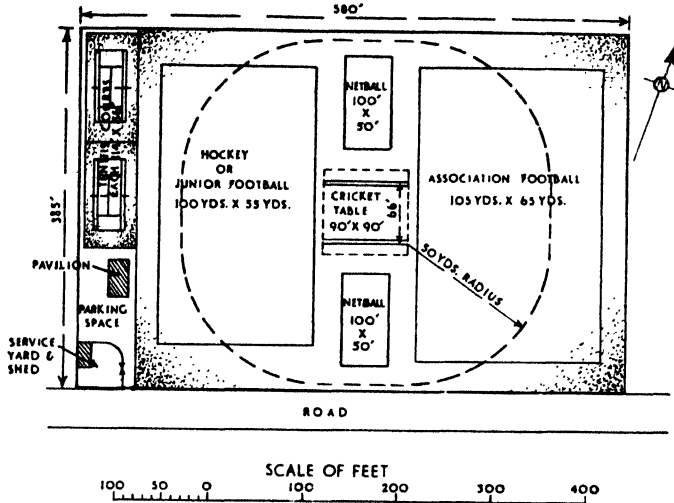 580'
385'
TENNIS COURTS
EACH
NETBALL
100'
X
50'
HOCKEY
OR
JUNIOR FOOTBALL
100 YDS. X 55 YDS.
CRICKET
TABLE
90' X 90'
66'
ASSOCIATION FOOTBALL
105 YDS. X 65 YDS.
N
50 YDS. RADIUS
PAVILION
PARKING
SPACE
NETBALL
100'
X
50'
SERVICE
YARD &
SHED
ROAD
SCALE OF FEET
100 50 0 100 200 300 400